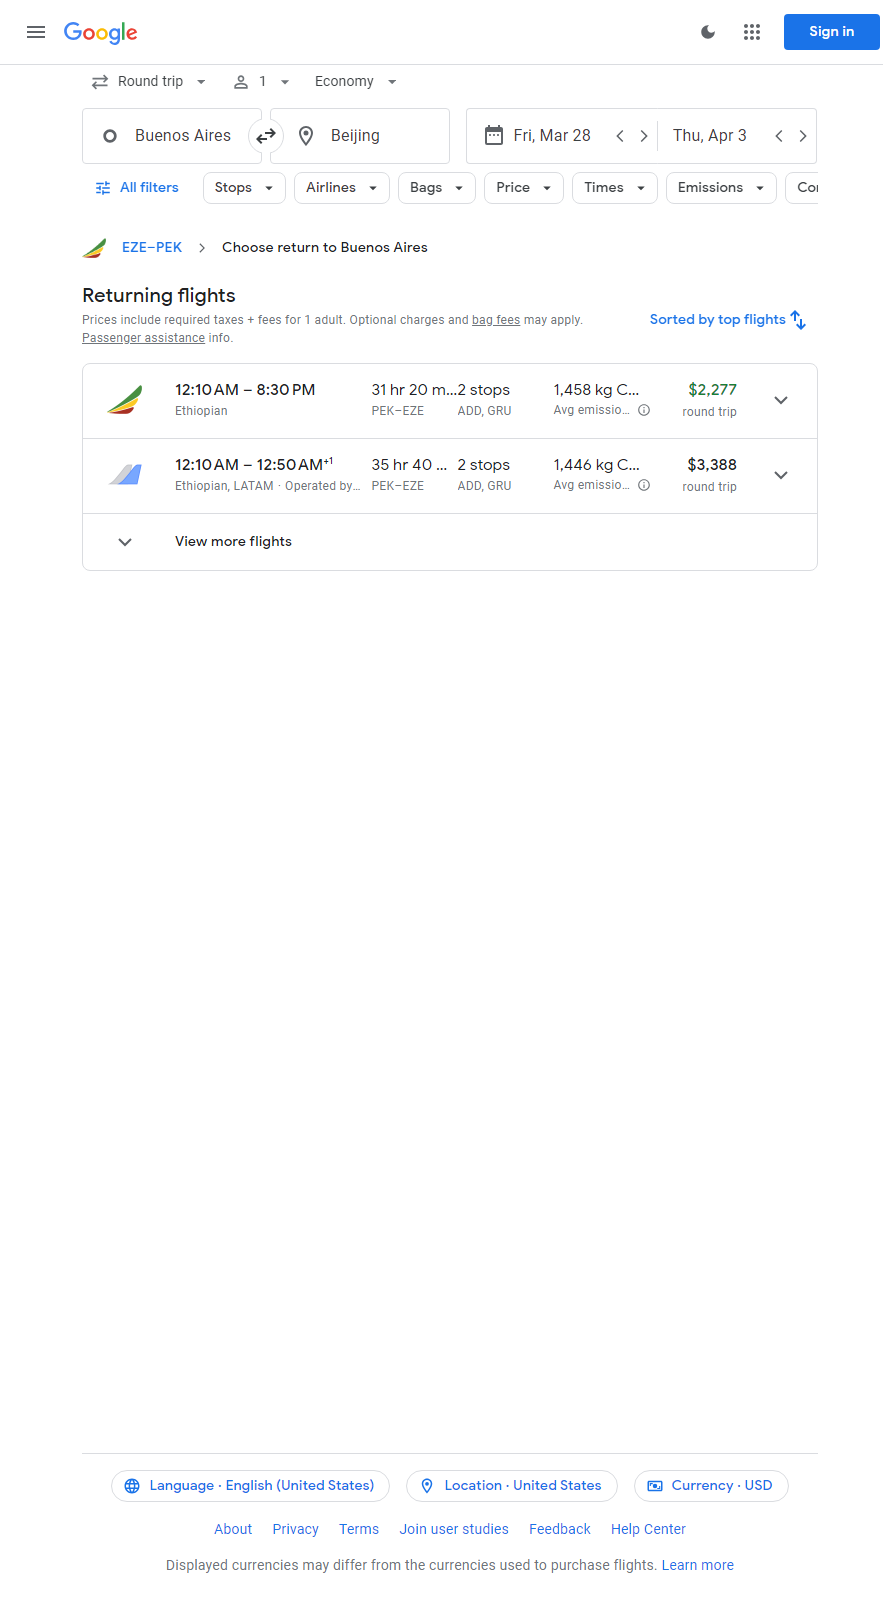 Google
Sign in
Round trip 1 Economy
Buenos Aires Beijing Fri, Mar 28 Thu, Apr 3
All filters Stops Airlines Bags Price Times Emissions Con
EZE–PEK Choose return to Buenos Aires
Returning flights
Prices include required taxes + fees for 1 adult. Optional charges and bag fees may apply.
Passenger assistance info.
Sorted by top flights
12:10 AM – 8:30 PM 31 hr 20 m... 2 stops 1,458 kg C... $2,277
Ethiopian PEK–EZE ADD, GRU Avg emissio... round trip
12:10 AM – 12:50 AM+1 35 hr 40 ... 2 stops 1,446 kg C... $3,388
Ethiopian, LATAM · Operated by... PEK–EZE ADD, GRU Avg emissio... round trip
View more flights
Language · English (United States) Location · United States Currency · USD
About Privacy Terms Join user studies Feedback Help Center
Displayed currencies may differ from the currencies used to purchase flights. Learn more